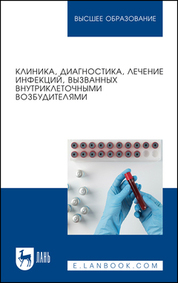 ВЫСШЕЕ ОБРАЗОВАНИЕ
КЛИНИКА, ДИАГНОСТИКА, ЛЕЧЕНИЕ
ИНФЕКЦИЙ, ВЫЗВАННЫХ
ВНУТРИКЛЕТОЧНЫМИ
ВОЗБУДИТЕЛЯМИ
ЛАНЬ
E.LANBOOK.COM